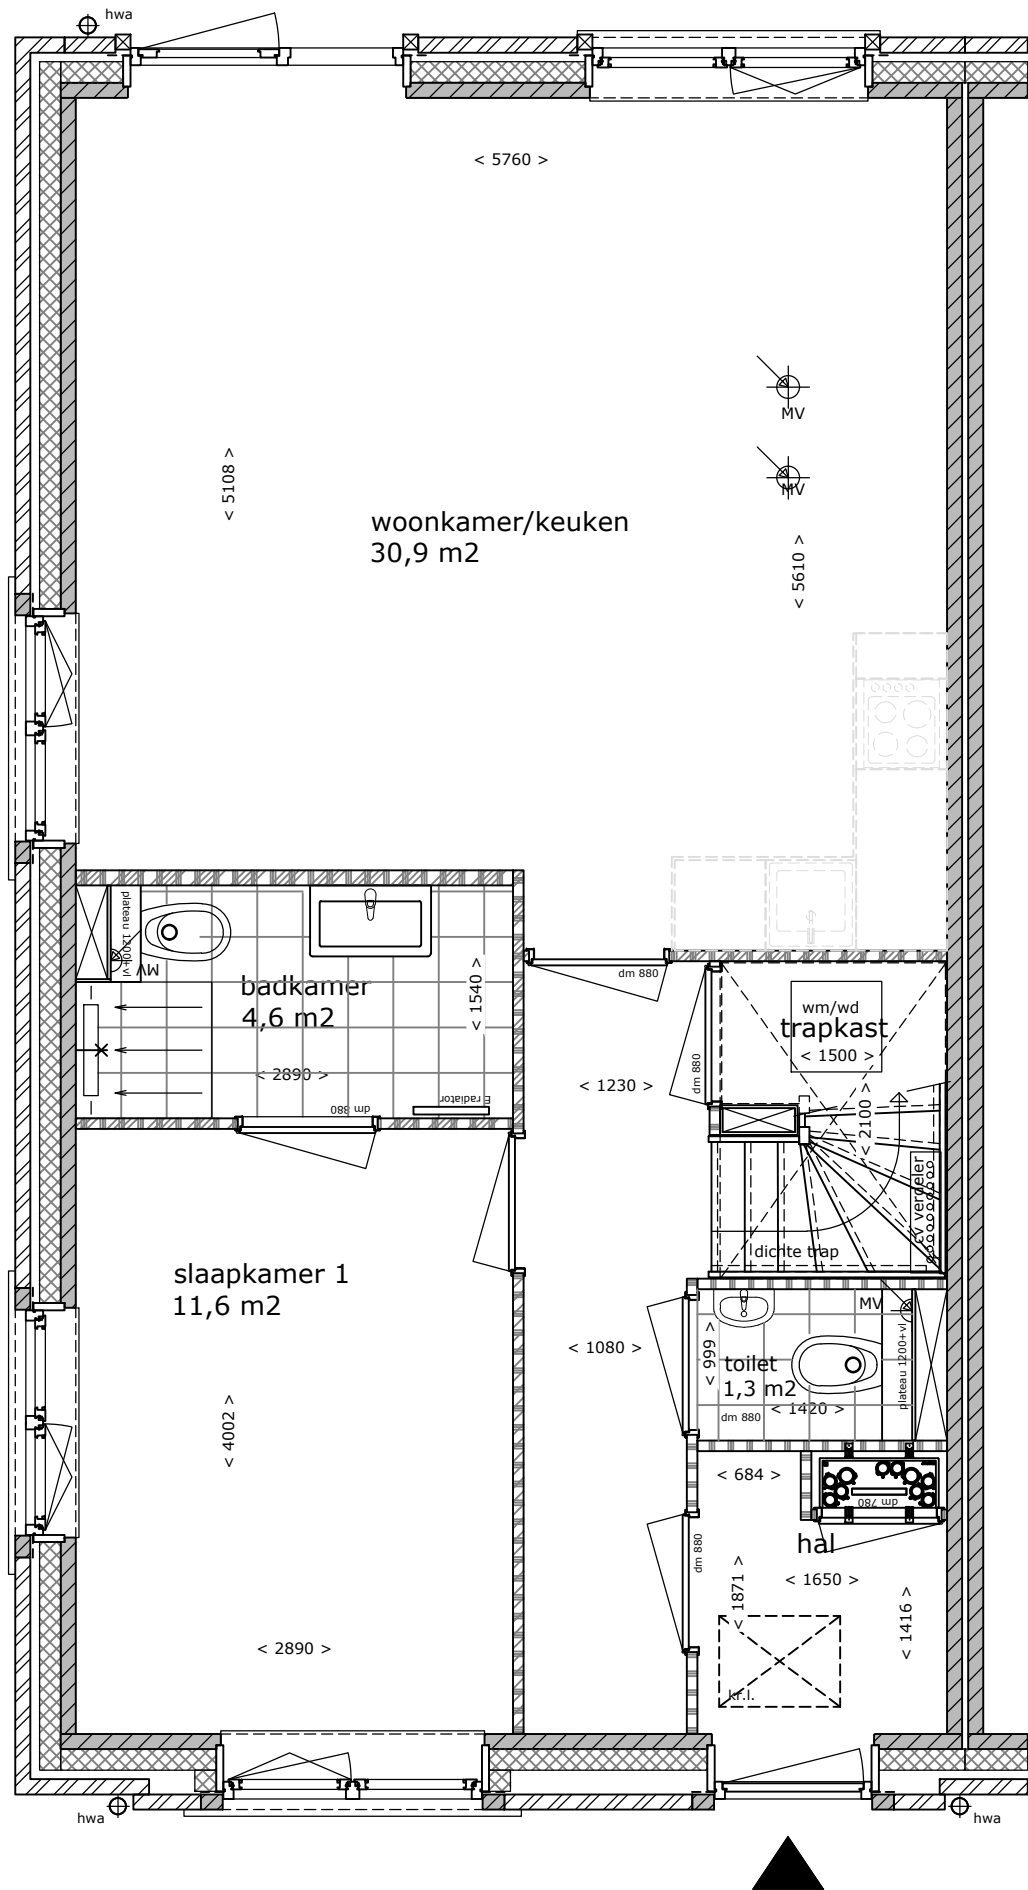 hwa
< 5760 >
MV
MV
< 5108 >
woonkamer/keuken
30,9 m2
< 5610 >
plateau 1200+vl
MV
badkamer
4,6 m2
< 1540 >
< 2890 >
E radiator
dm 880
dm 880
wm/wd
trapkast
< 1500 >
< 1230 >
dm 880
< 2100 >
cv verdeler
dichte trap
slaapkamer 1
11,6 m2
MV
< 1080 >
< 999 >
toilet
1,3 m2
plateau 1200+vl
dm 880
< 1420 >
< 4002 >
< 684 >
dm 780
hal
dm 880
< 1650 >
< 1871 >
< 1416 >
< 2890 >
kr.l.
hwa
hwa